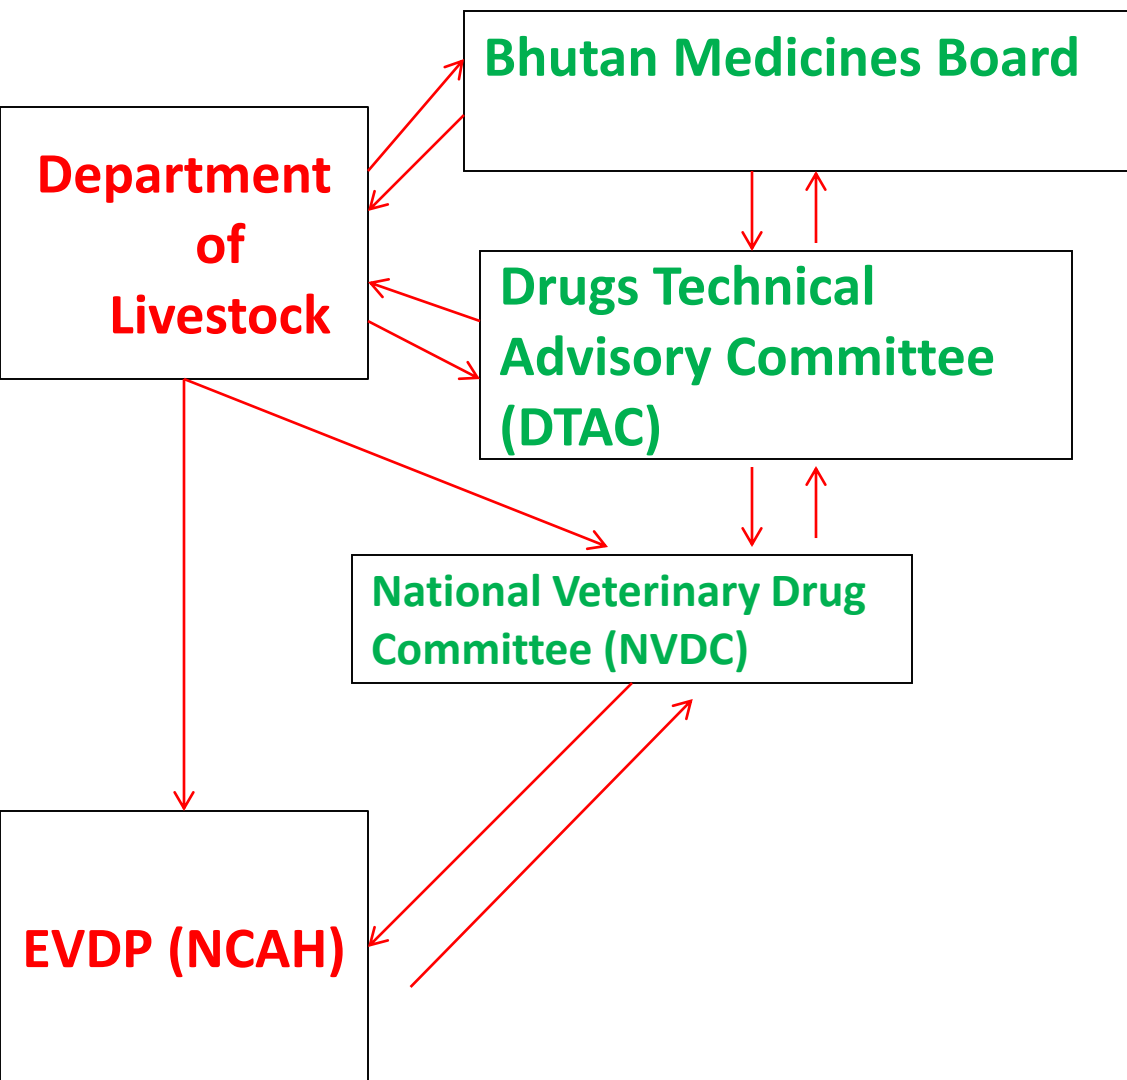 Bhutan Medicines Board
Department
of
Livestock
Drugs Technical
Advisory Committee
(DTAC)
National Veterinary Drug
Committee (NVDC)
EVDP (NCAH)